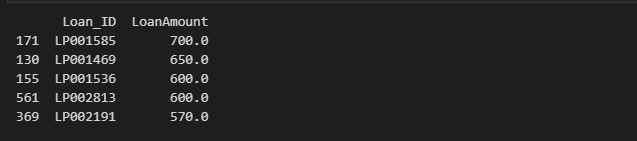 Loan_ID LoanAmount
171 LP001585 700.0
130 LP001469 650.0
155 LP001536 600.0
561 LP002813 600.0
369 LP002191 570.0